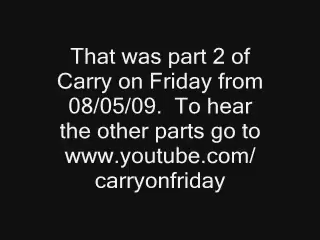 That was part 2 of
Carry on Friday from
08/05/09.  To hear
the other parts go to
www.youtube.com/
carryonfriday